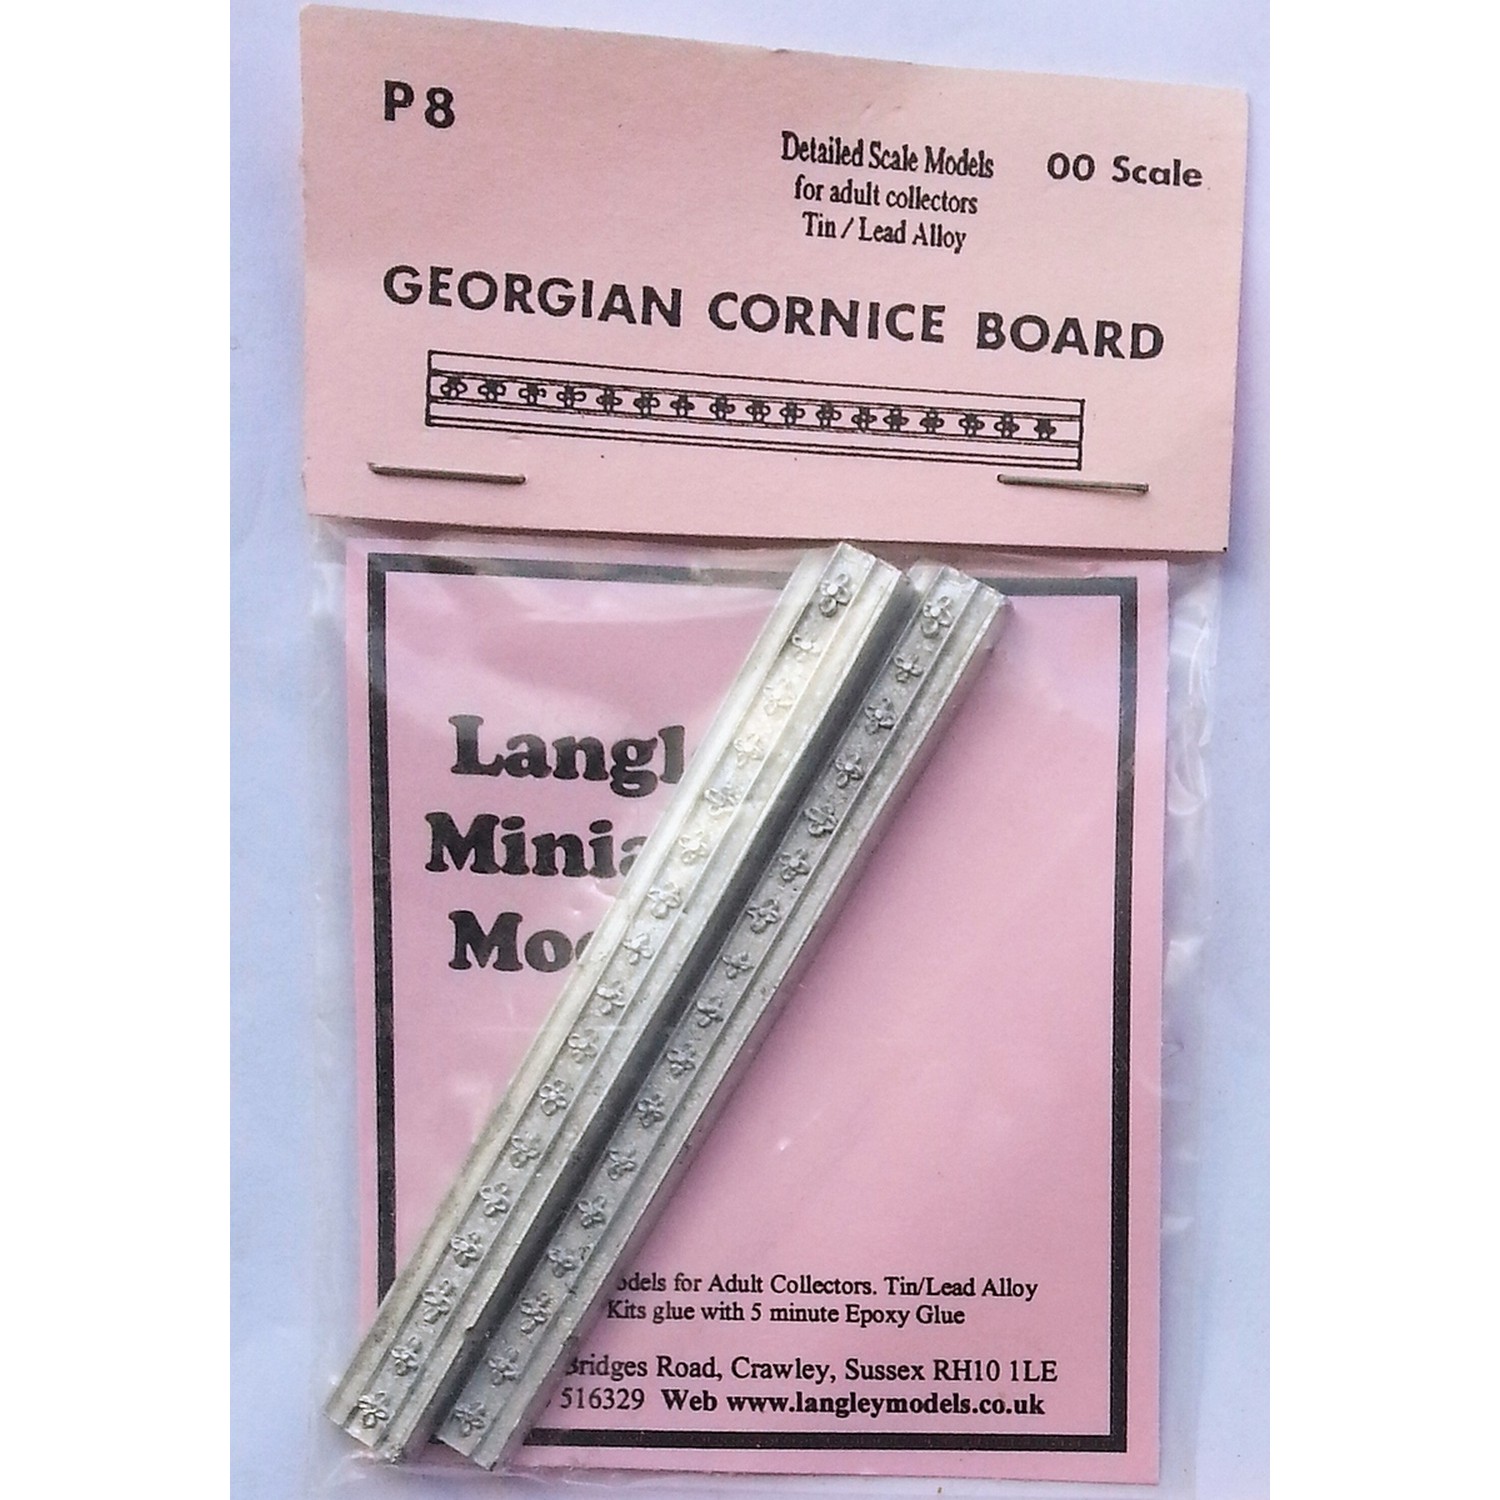 P8
Detailed Scale Models
for adult collectors
Tin / Lead Alloy
OO Scale
GEORGIAN CORNICE BOARD
Langl
Minia
Mo
odels for Adult Collectors. Tin/Lead Alloy
Kits glue with 5 minute Epoxy Glue
Bridges Road, Crawley, Sussex RH10 1LE
516329 Web www.langleymodels.co.uk